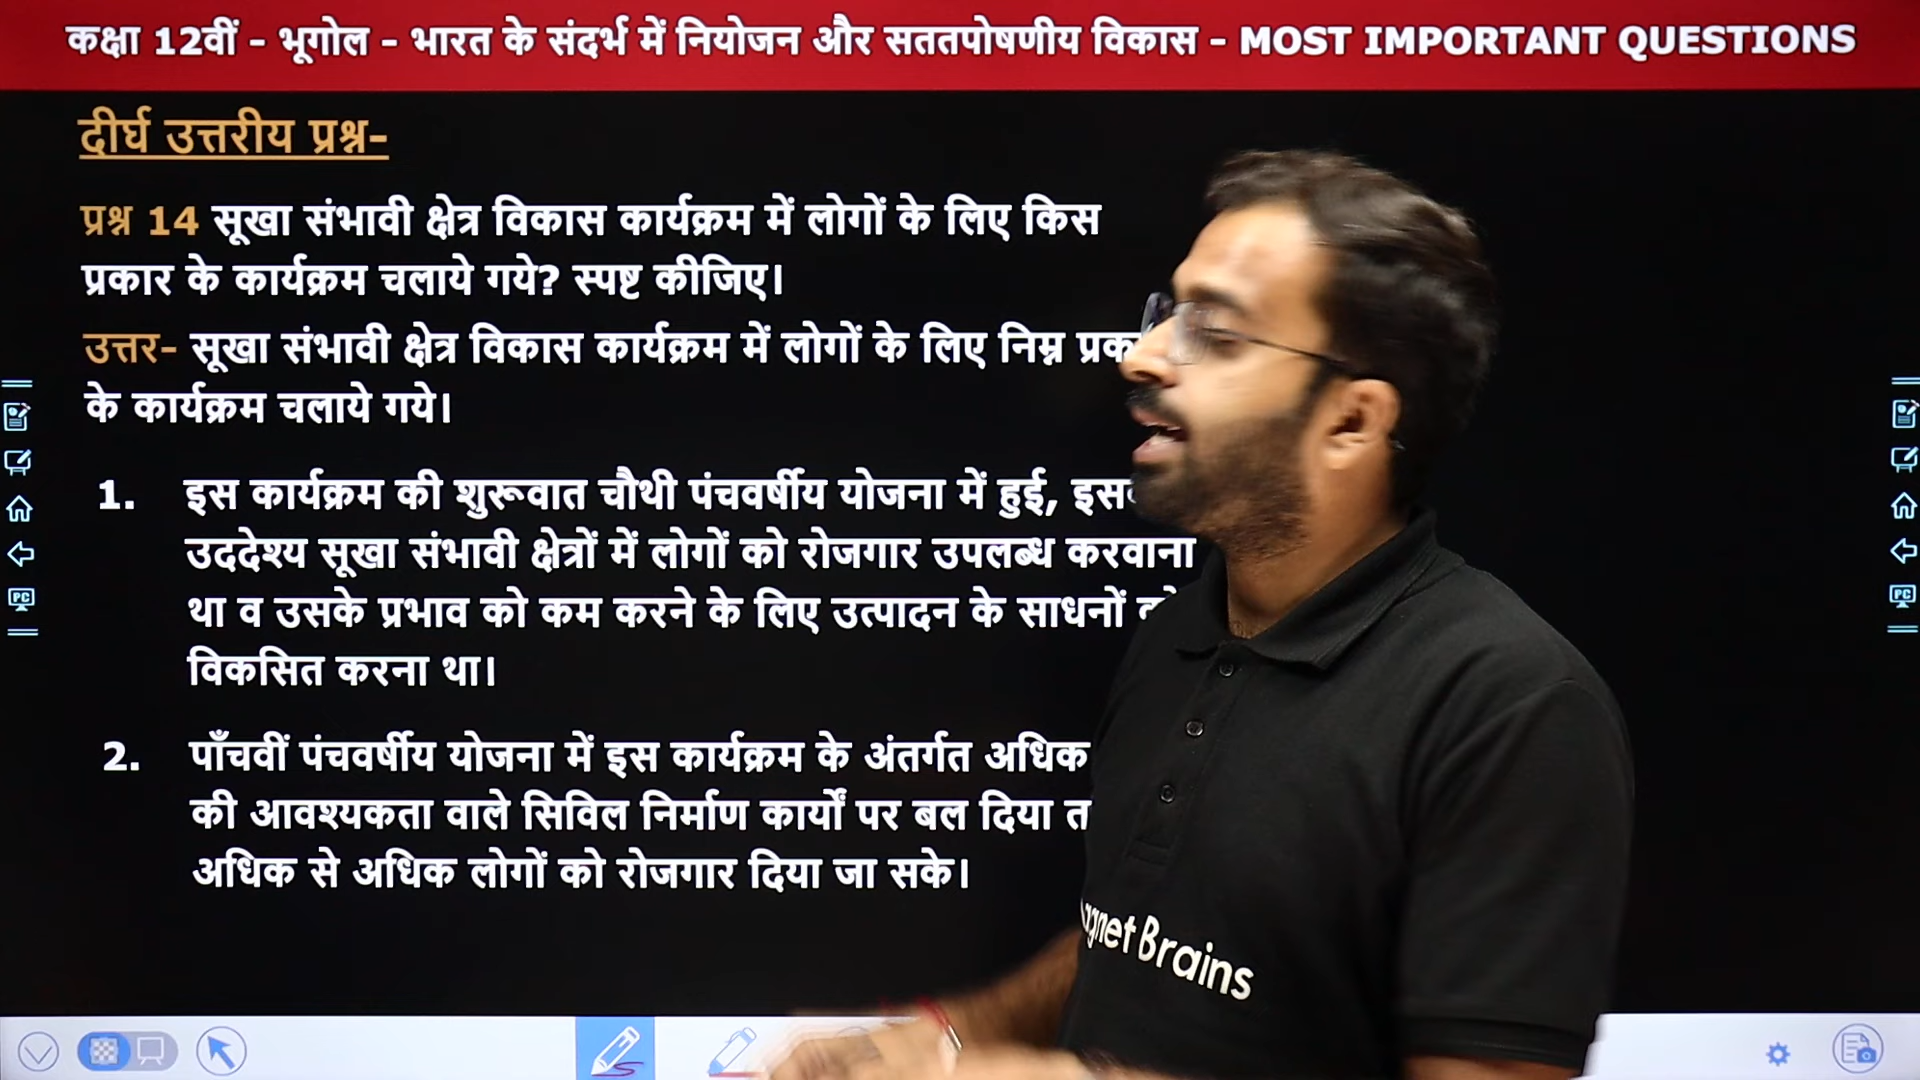 कक्षा 12वीं - भूगोल - भारत के संदर्भ में नियोजन और सततपोषणीय विकास - MOST IMPORTANT QUESTIONS
दीर्घ उत्तरीय प्रश्न-
प्रश्न 14 सूखा संभावी क्षेत्र विकास कार्यक्रम में लोगों के लिए किस
प्रकार के कार्यक्रम चलाये गये? स्पष्ट कीजिए।
उत्तर- सूखा संभावी क्षेत्र विकास कार्यक्रम में लोगों के लिए निम्न
के कार्यक्रम चलाये गये।
1. इस कार्यक्रम की शुरूवात चौथी पंचवर्षीय योजना में हुई,
उददेश्य सूखा संभावी क्षेत्रों में लोगों को रोजगार उपलब्ध करवाना
था व उसके प्रभाव को कम करने के लिए उत्पादन के साधनों
विकसित करना था।
2. पाँचवीं पंचवर्षीय योजना में इस कार्यक्रम के अंतर्गत अधिक
की आवश्यकता वाले सिविल निर्माण कार्यों पर बल दिया
अधिक से अधिक लोगों को रोजगार दिया जा सके।
Brains
PC
PC